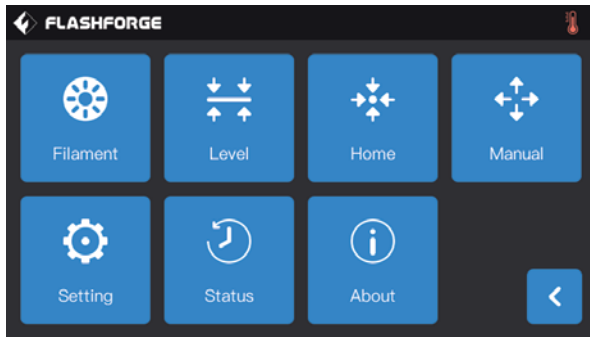 FLASHFORGE
Filament
Level
Home
Manual
Setting
Status
About